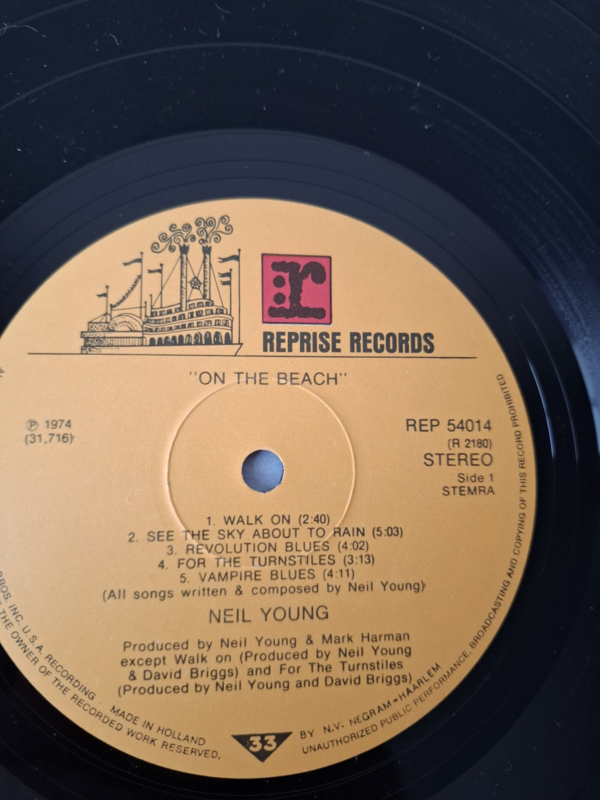 r
REPRISE RECORDS
"ON THE BEACH"
℗ 1974
(31,716)
REP 54014
(R 2180)
STEREO
Side 1
STEMRA
1. WALK ON (2:40)
2. SEE THE SKY ABOUT TO RAIN (5:03)
3. REVOLUTION BLUES (4:02)
4. FOR THE TURNSTILES (3:13)
5. VAMPIRE BLUES (4:11)
(All songs written & composed by Neil Young)
NEIL YOUNG
Produced by Neil Young & Mark Harman
except Walk on (Produced by Neil Young
& David Briggs) and For The Turnstiles
(Produced by Neil Young and David Briggs)
BROS INC. U.S.A RECORDING. MADE IN HOLLAND
THE OWNER OF THE RECORDED WORK RESERVED.
33
BY N.V. NEGRAM-HAARLEM
UNAUTHORIZED PUBLIC PERFORMANCE, BROADCASTING AND COPYING OF THIS RECORD PROHIBITED